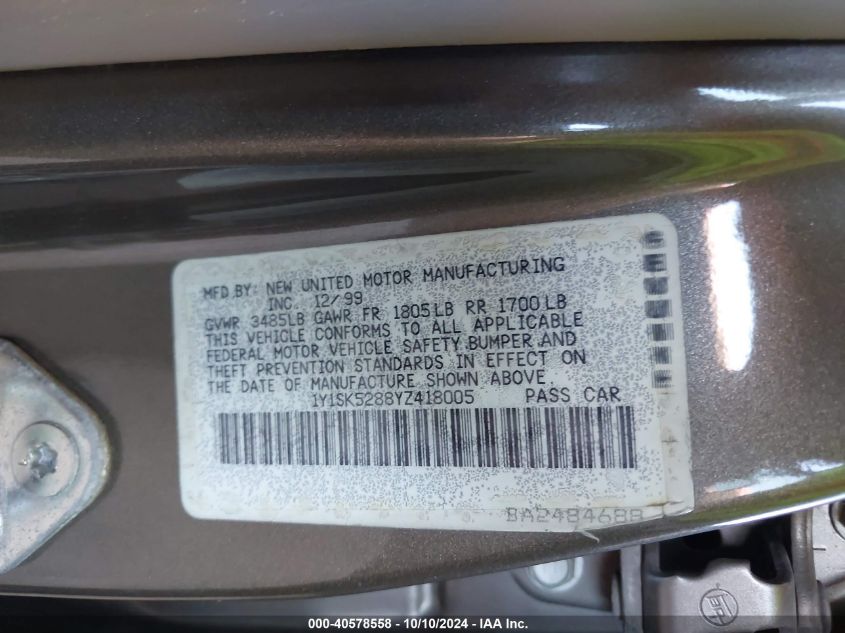 MFD BY: NEW UNITED MOTOR MANUFACTURING
INC. 12/99
GVWR 3485LB GAWR FR 1805LB RR 1700LB
THIS VEHICLE CONFORMS TO ALL APPLICABLE
FEDERAL MOTOR VEHICLE SAFETY, BUMPER AND
THEFT PREVENTION STANDARDS IN EFFECT ON
THE DATE OF MANUFACTURE SHOWN ABOVE.
1Y1SK5288YZ418005 PASS CAR
BA2484688
000-40578558 - 10/10/2024 - IAA Inc.